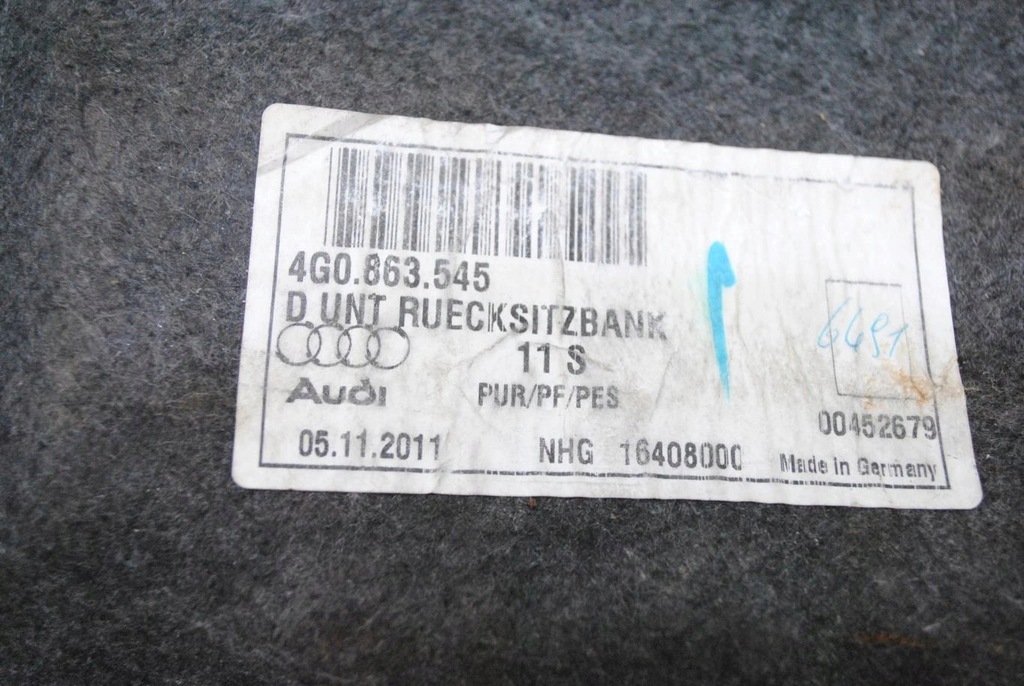 4G0.863.545
D UNT RUECKSITZBANK
11 S
Audi
PUR/PF/PES
6491
00452679
05.11.2011 NHG 16408000 Made in Germany